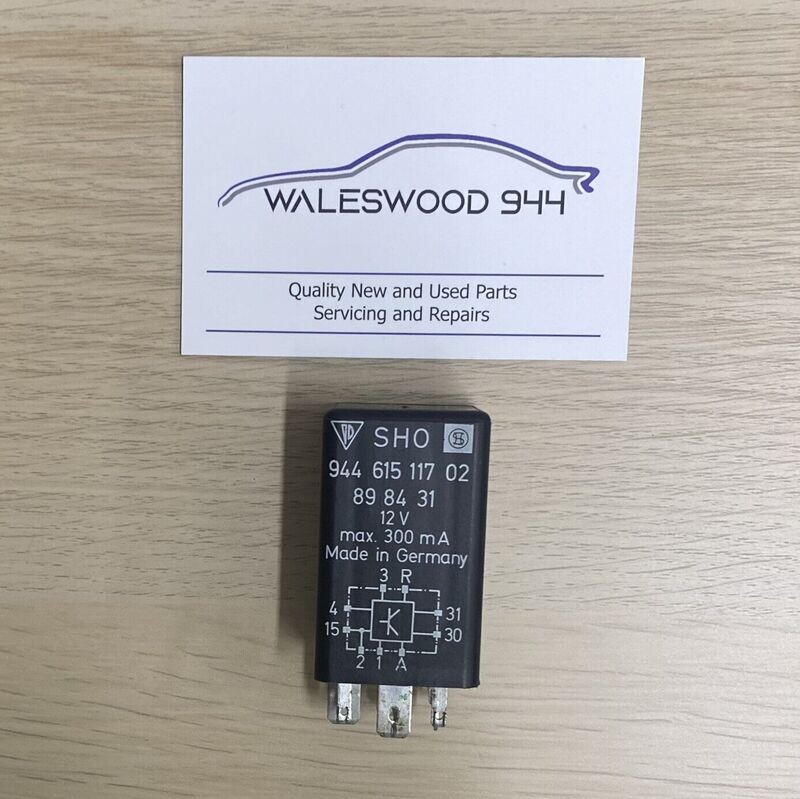 WALESWOOD 944
Quality New and Used Parts
Servicing and Repairs
SHO
944 615 117 02
89 84 31
12 V
max. 300 mA
Made in Germany
3 R
4 31
15 30
2 1 A